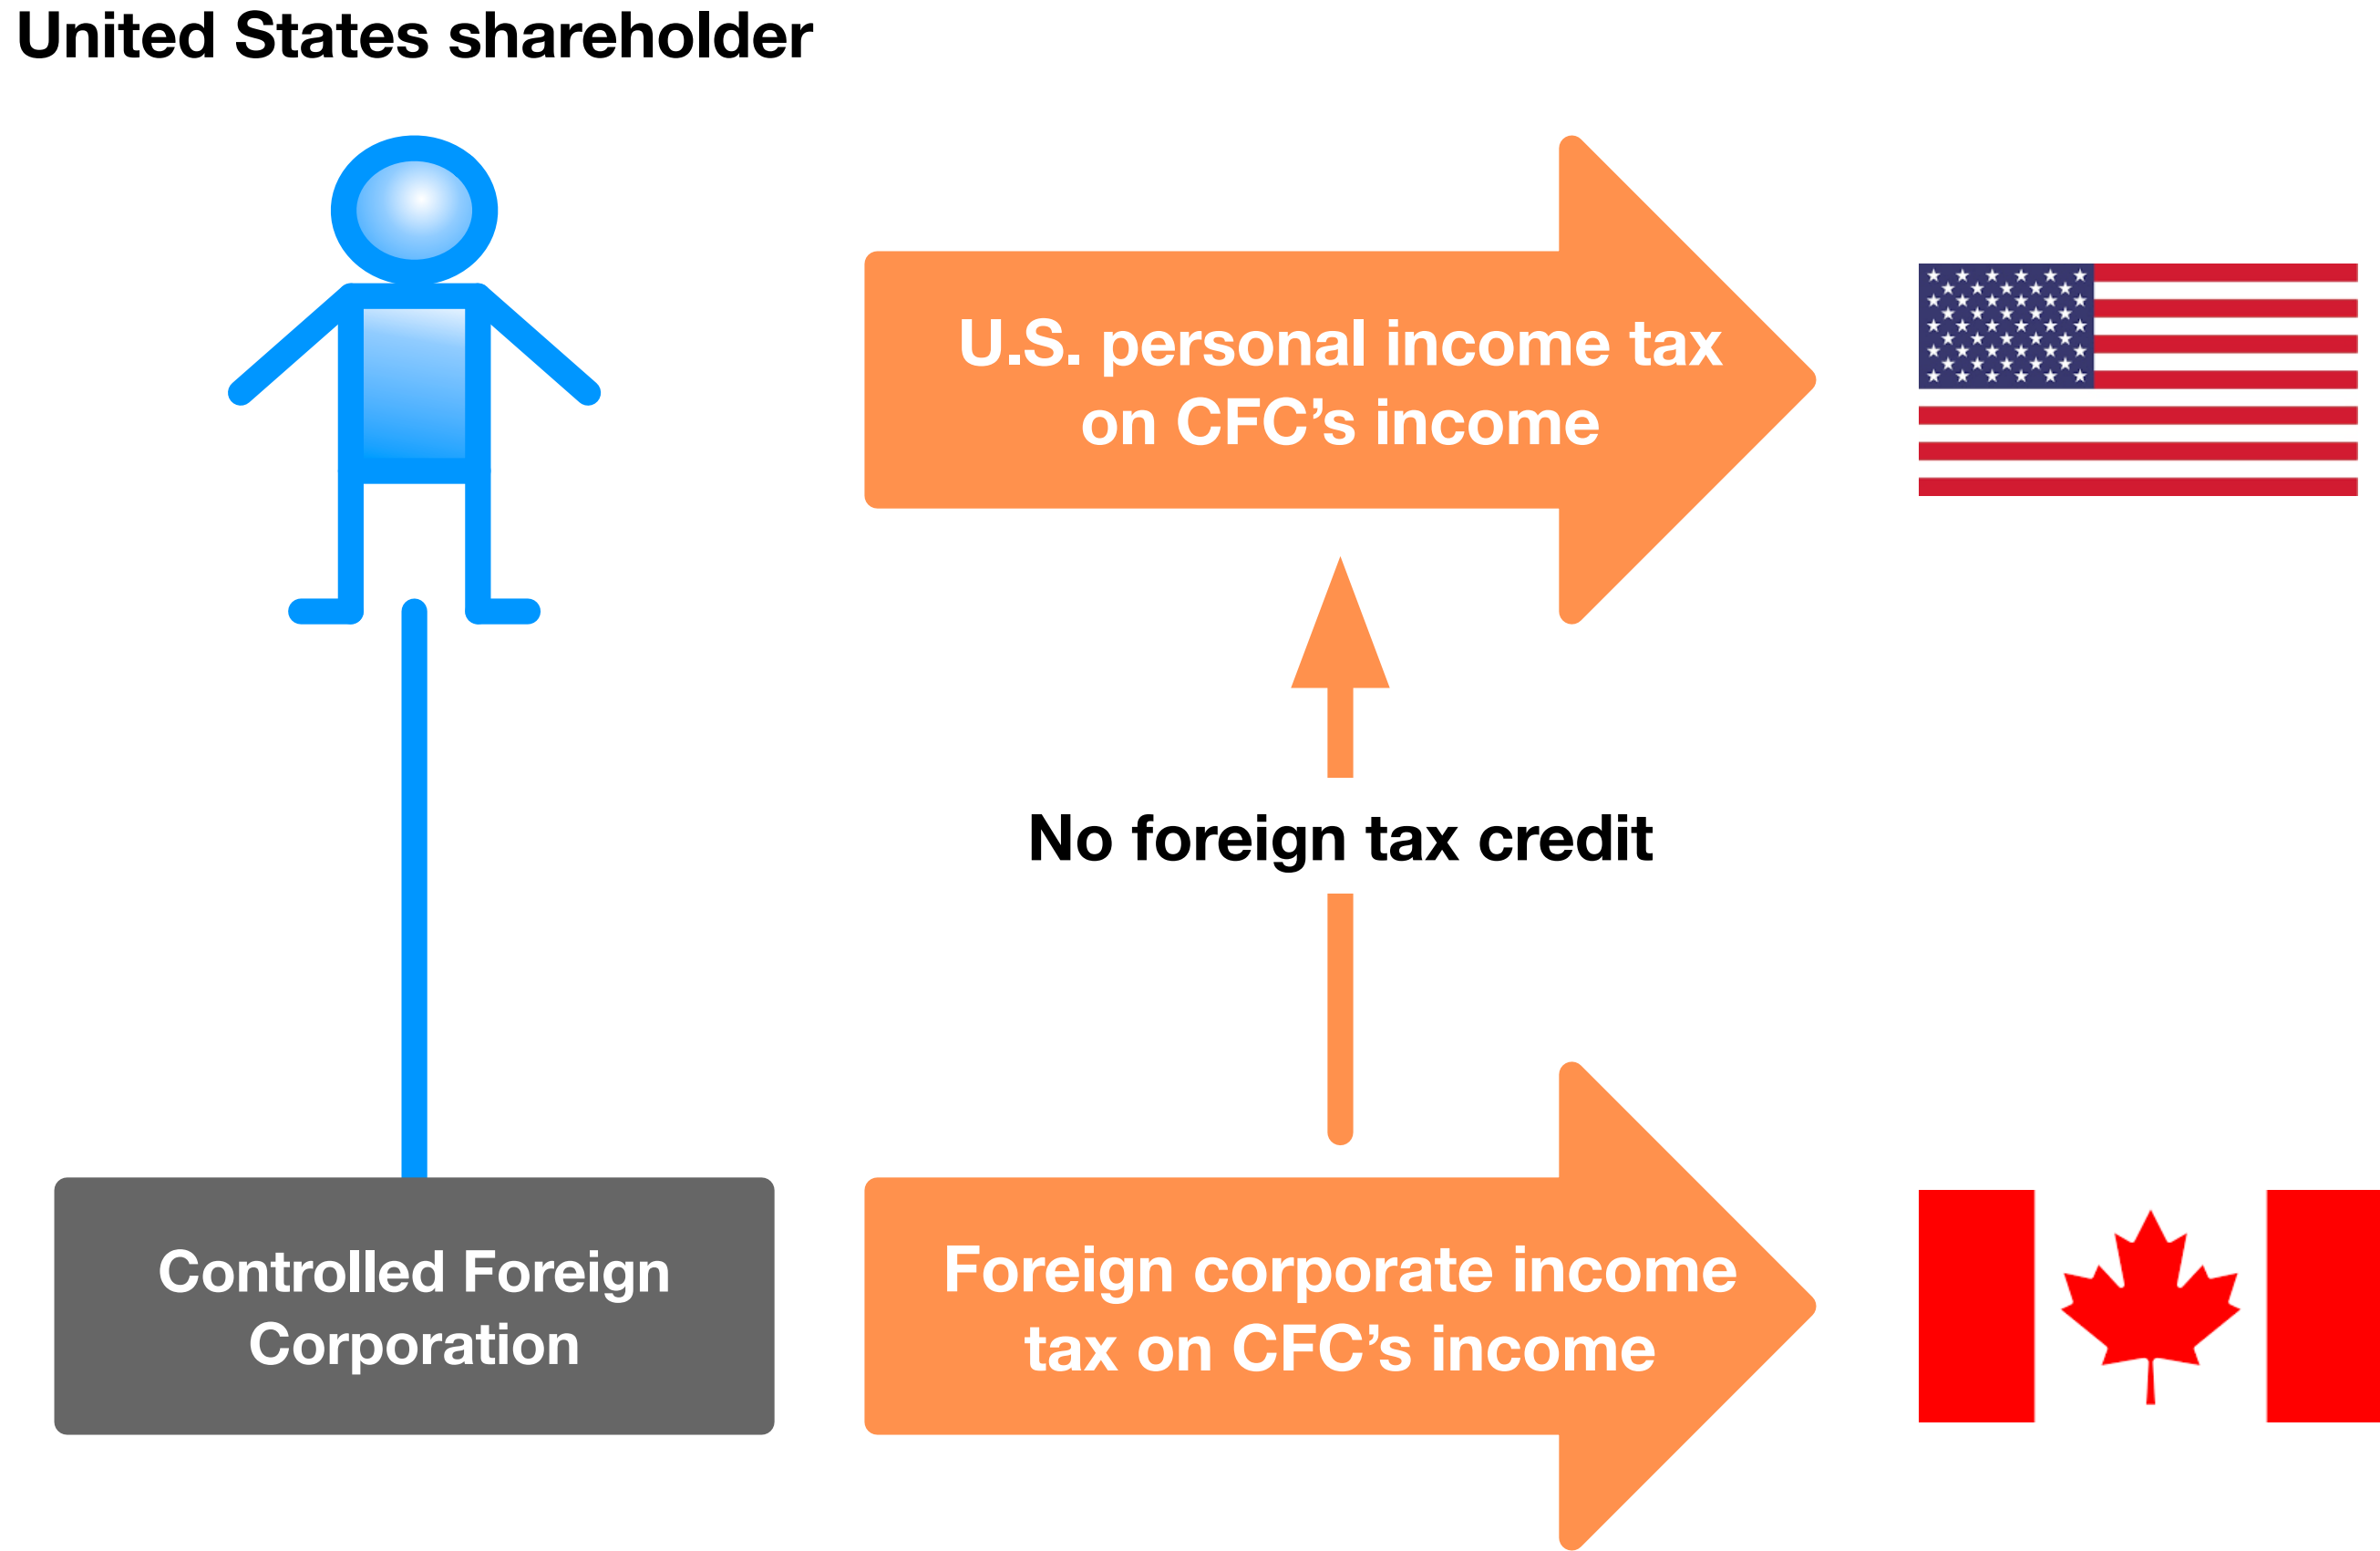 United States shareholder
U.S. personal income tax
on CFC’s income
No foreign tax credit
Controlled Foreign
Corporation
Foreign corporate income
tax on CFC’s income